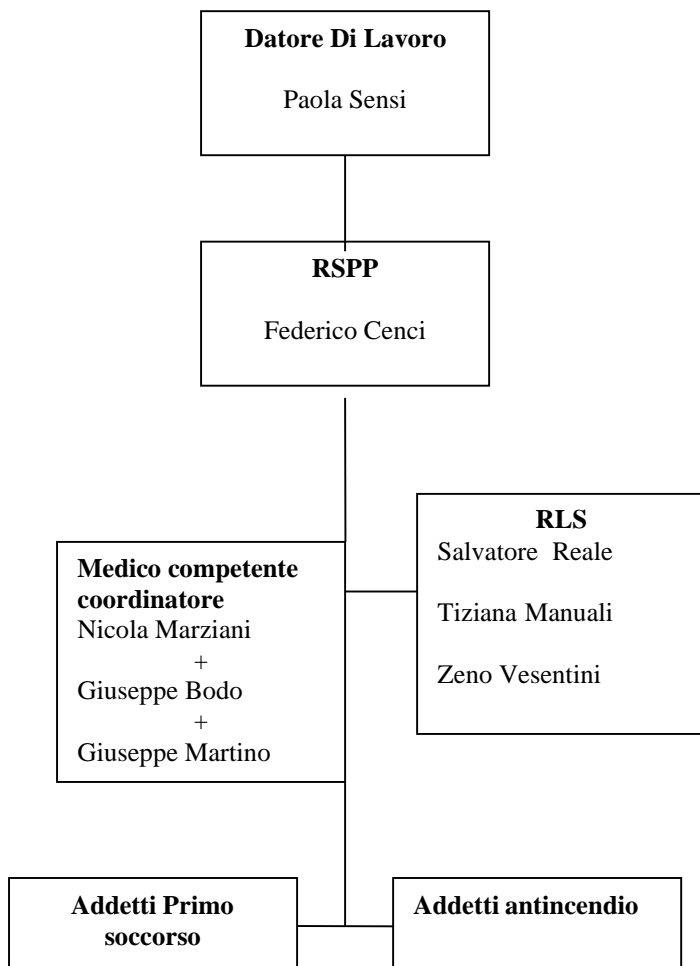 Datore Di Lavoro
Paola Sensi
RSPP
Federico Cenci
RLS
Salvatore Reale
Tiziana Manuali
Zeno Vesentini
Medico competente
coordinatore
Nicola Marziani
+
Giuseppe Bodo
+
Giuseppe Martino
Addetti Primo
soccorso
Addetti antincendio